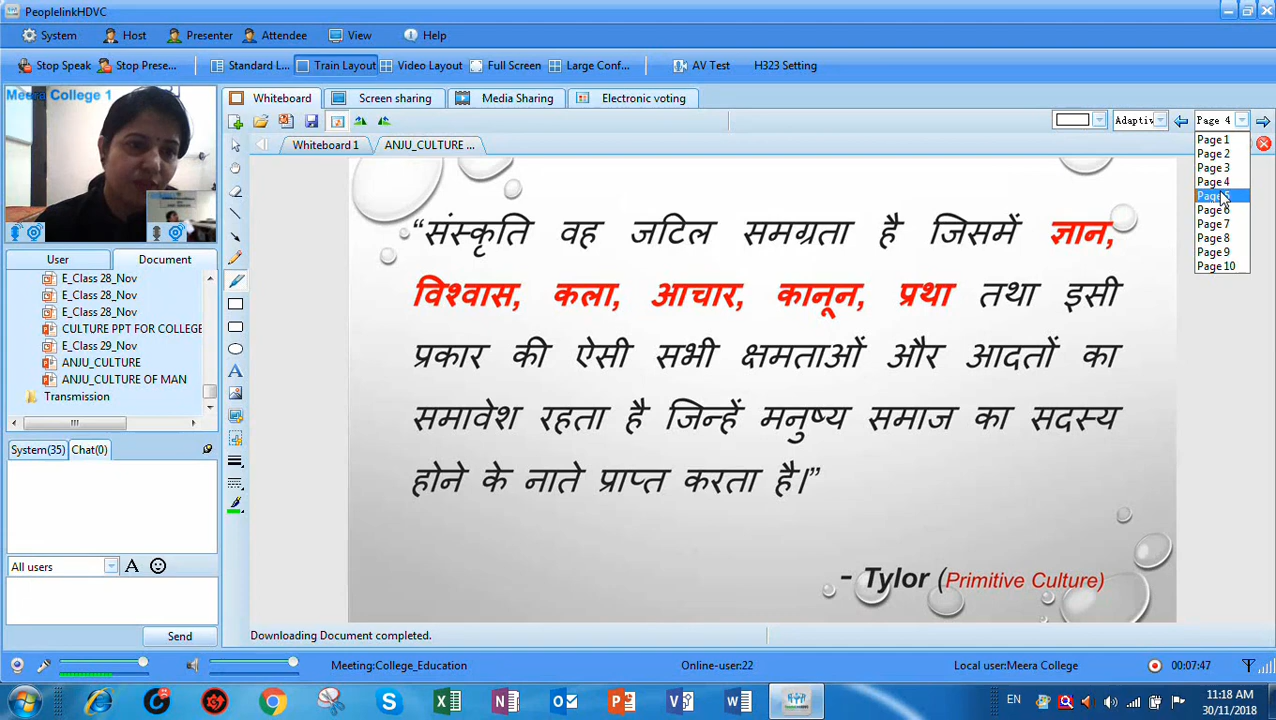 PeoplelinkHDVC
System Host Presenter Attendee View Help
Stop Speak Stop Prese... Standard L... Train Layout Video Layout Full Screen Large Conf... AV Test H323 Setting
Meera College 1
Whiteboard Screen sharing Media Sharing Electronic voting
Adaptiv Page 4
Whiteboard 1 ANJU_CULTURE ...
Page 1
Page 2
Page 3
Page 4
Page 5
Page 6
Page 7
Page 8
Page 9
Page 10
“संस्कृति वह जटिल समग्रता है जिसमें ज्ञान,
विश्वास, कला, आचार, कानून, प्रथा तथा इसी
प्रकार की ऐसी सभी क्षमताओं और आदतों का
समावेश रहता है जिन्हें मनुष्य समाज का सदस्य
होने के नाते प्राप्त करता है।”
- Tylor (Primitive Culture)
User Document
E_Class 28_Nov
E_Class 28_Nov
E_Class 28_Nov
CULTURE PPT FOR COLLEGE
E_Class 29_Nov
ANJU_CULTURE
ANJU_CULTURE OF MAN
Transmission
System(35) Chat(0)
All users A
Send
Downloading Document completed.
Meeting:College_Education Online-user:22 Local user:Meera College 00:07:47
EN 11:18 AM
30/11/2018